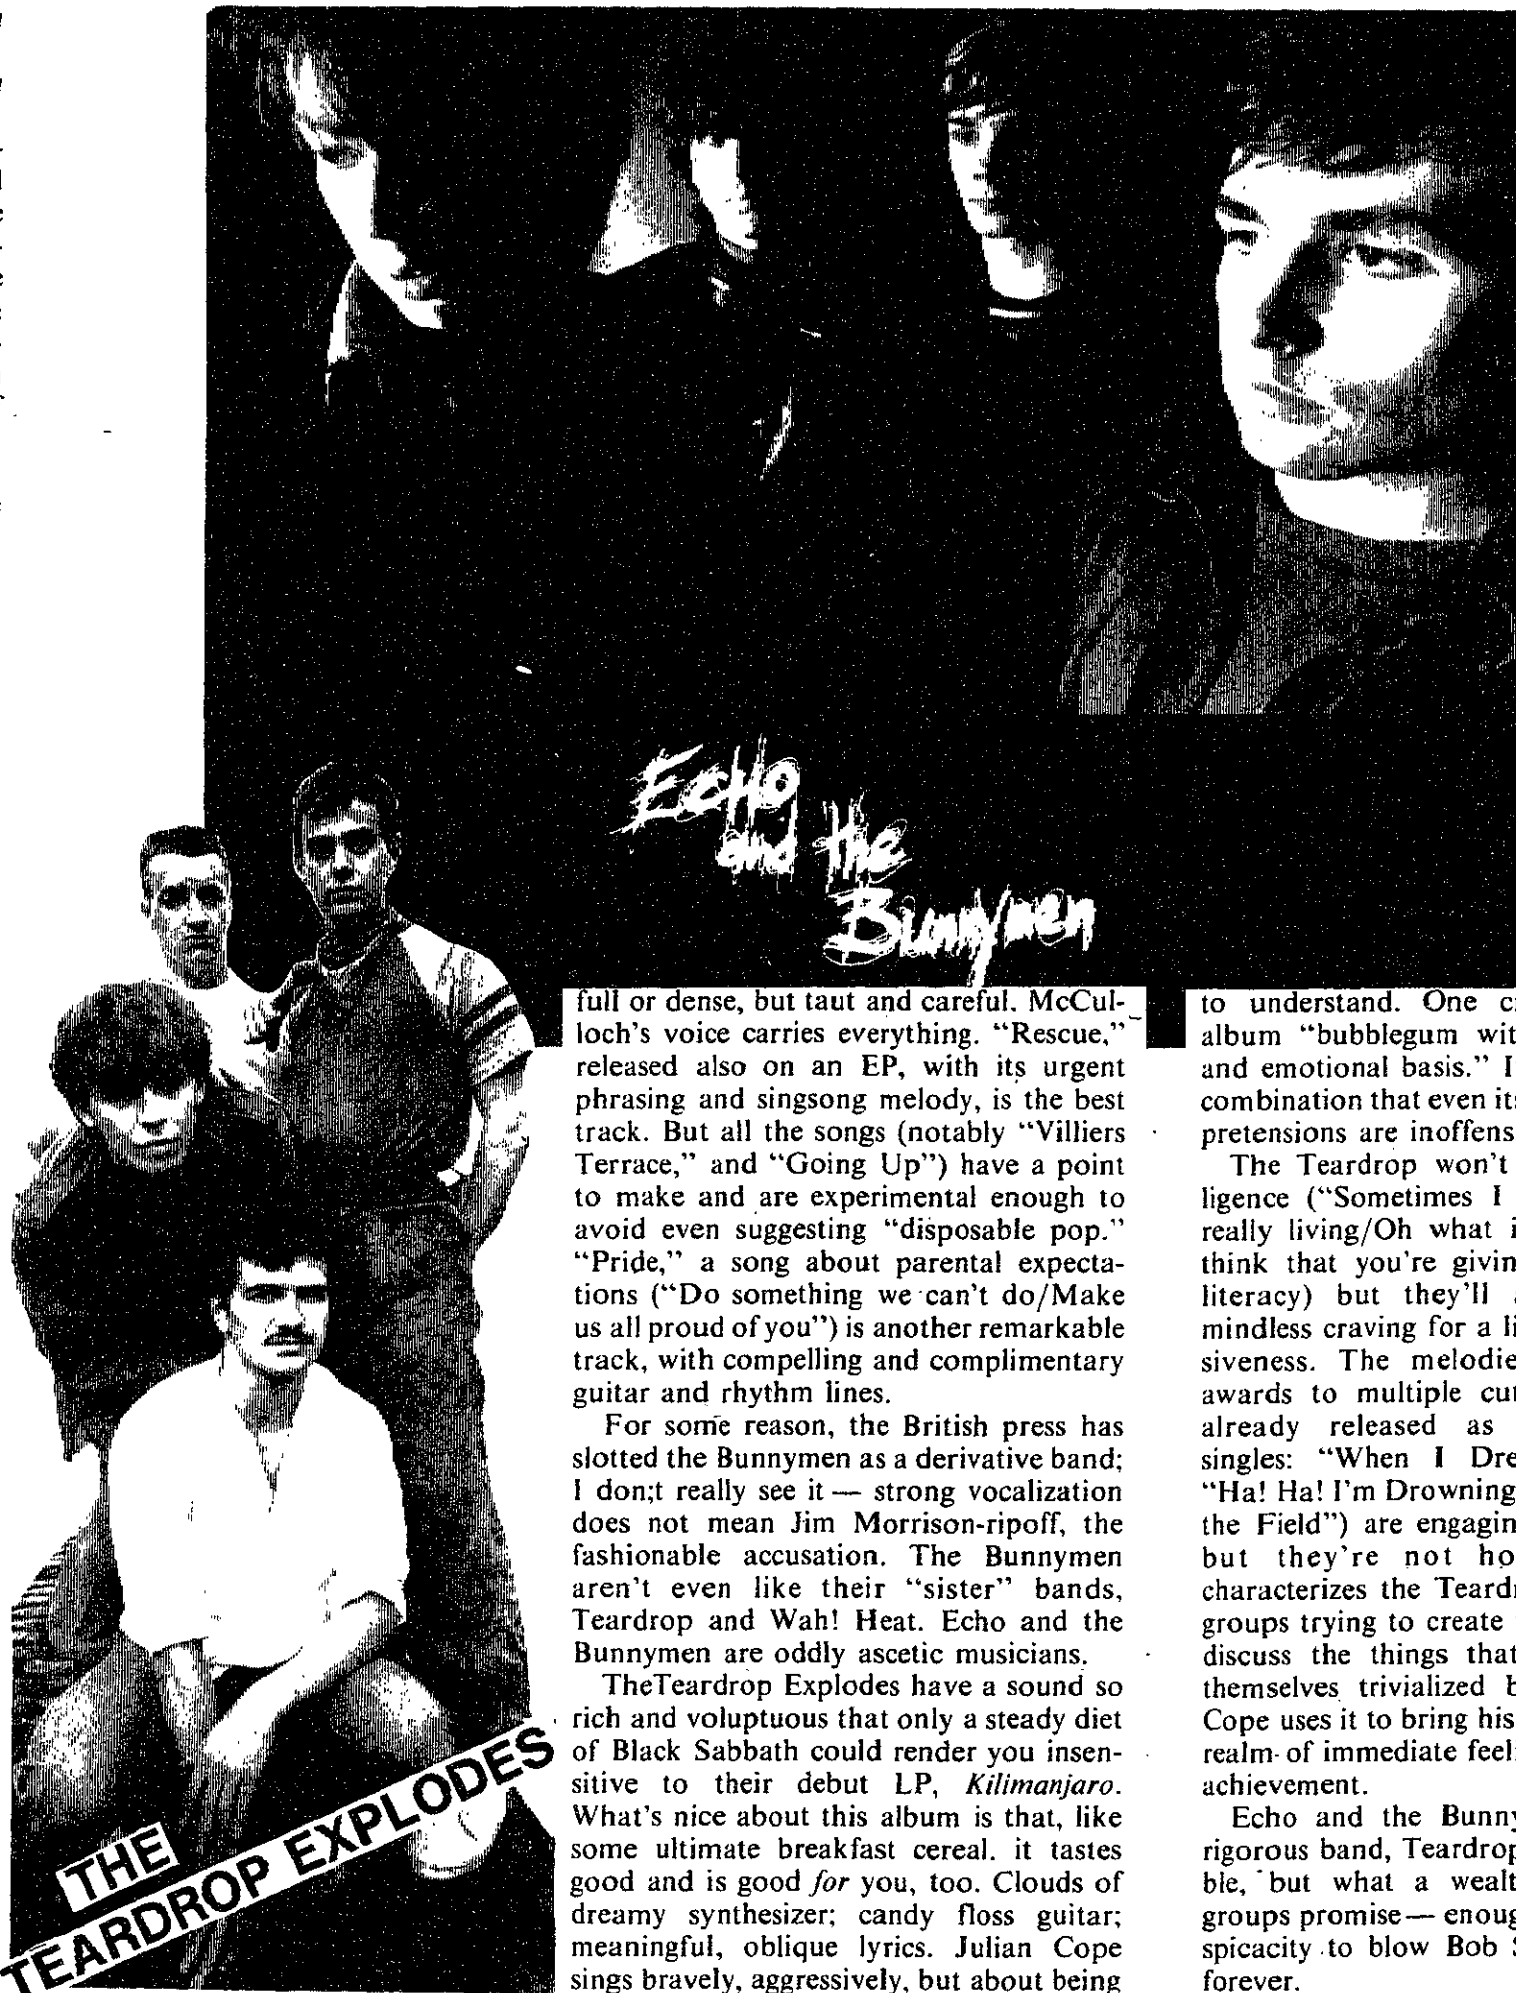 Echo
and the
Bunnymen
THE
TEARDROP EXPLODES
full or dense, but taut and careful. McCul-
loch's voice carries everything. “Rescue,”
released also on an EP, with its urgent
phrasing and singsong melody, is the best
track. But all the songs (notably “Villiers
Terrace,” and “Going Up”) have a point
to make and are experimental enough to
avoid even suggesting “disposable pop.”
“Pride,” a song about parental expecta-
tions (“Do something we can't do/Make
us all proud of you”) is another remarkable
track, with compelling and complimentary
guitar and rhythm lines.
For some reason, the British press has
slotted the Bunnymen as a derivative band;
I don;t really see it — strong vocalization
does not mean Jim Morrison-ripoff, the
fashionable accusation. The Bunnymen
aren't even like their “sister” bands,
Teardrop and Wah! Heat. Echo and the
Bunnymen are oddly ascetic musicians.
TheTeardrop Explodes have a sound so
rich and voluptuous that only a steady diet
of Black Sabbath could render you insen-
sitive to their debut LP, Kilimanjaro.
What's nice about this album is that, like
some ultimate breakfast cereal. it tastes
good and is good for you, too. Clouds of
dreamy synthesizer; candy floss guitar;
meaningful, oblique lyrics. Julian Cope
sings bravely, aggressively, but about being
to understand. One
album “bubblegum
and emotional basis.”
combination that even
pretensions are
The Teardrop won't
ligence (“Sometimes I
really living/Oh what
think that you're
literacy) but they'll
mindless craving for a
siveness. The
awards to multiple
already released as
singles: “When I
“Ha! Ha! I'm Drowning
the Field”) are
but they're not
characterizes the
groups trying to create
discuss the things that
themselves trivialized
Cope uses it to bring his
realm of immediate
achievement.
Echo and the
rigorous band, Teardrop
ble, but what a
groups promise —
spicacity to blow Bob
forever.